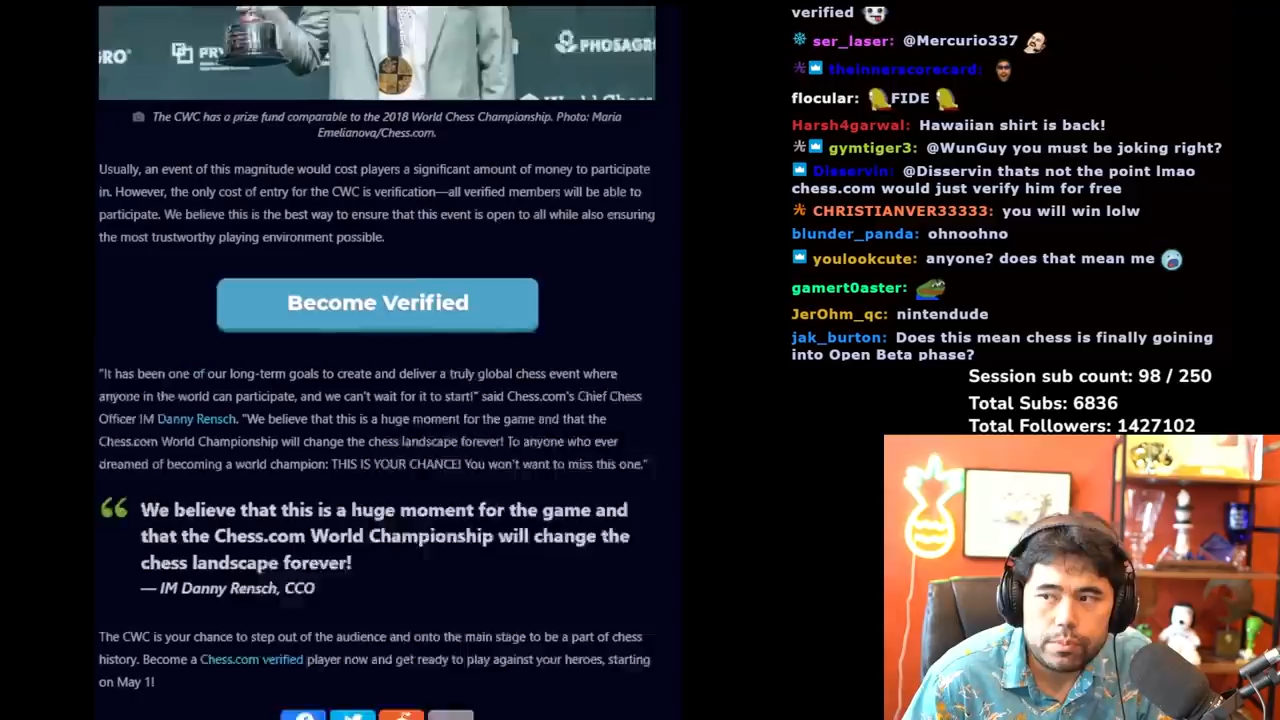 GRO®
PHOSAGR
The CWC has a prize fund comparable to the 2018 World Chess Championship. Photo: Maria
Emelianova/Chess.com.
Usually, an event of this magnitude would cost players a significant amount of money to participate
in. However, the only cost of entry for the CWC is verification—all verified members will be able to
participate. We believe this is the best way to ensure that this event is open to all while also ensuring
the most trustworthy playing environment possible.
Become Verified
"It has been one of our long-term goals to create and deliver a truly global chess event where
anyone in the world can participate, and we can't wait for it to start!" said Chess.com's Chief Chess
Officer IM Danny Rensch. "We believe that this is a huge moment for the game and that the
Chess.com World Championship will change the chess landscape forever! To anyone who ever
dreamed of becoming a world champion: THIS IS YOUR CHANCE! You won't want to miss this one."
“ We believe that this is a huge moment for the game and
that the Chess.com World Championship will change the
chess landscape forever!
— IM Danny Rensch, CCO
The CWC is your chance to step out of the audience and onto the main stage to be a part of chess
history. Become a Chess.com verified player now and get ready to play against your heroes, starting
on May 1!
verified
ser_laser: @Mercurio337
theinnerscorecard:
flocular: FIDE
Harsh4garwal: Hawaiian shirt is back!
gymtiger3: @WunGuy you must be joking right?
Disservin: @Disservin thats not the point lmao
chess.com would just verify him for free
CHRISTIANVER33333: you will win lolw
blunder_panda: ohnoohno
youlookcute: anyone? does that mean me
gamert0aster:
JerOhm_qc: nintendude
jak_burton: Does this mean chess is finally goining
into Open Beta phase?
Session sub count: 98 / 250
Total Subs: 6836
Total Followers: 1427102